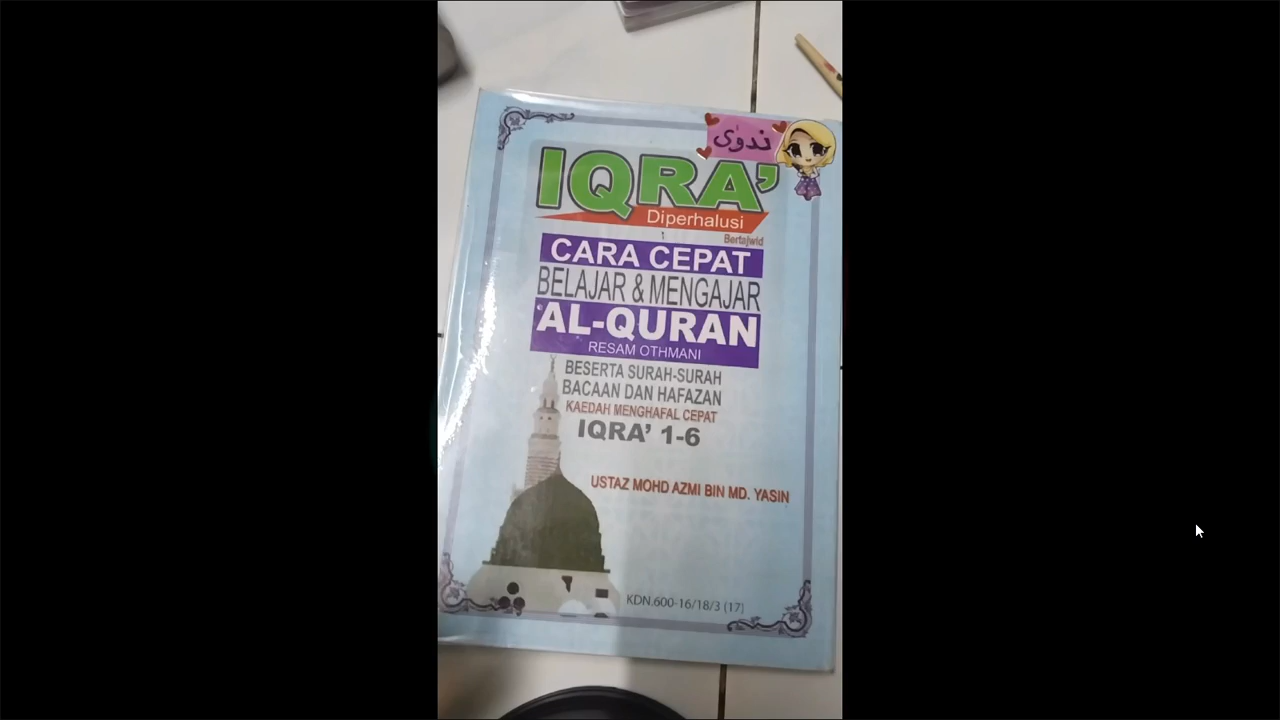 ندوى
IQRA'
Diperhalusi
Bertajwid
CARA CEPAT
BELAJAR & MENGAJAR
AL-QURAN
RESAM OTHMANI
BESERTA SURAH-SURAH
BACAAN DAN HAFAZAN
KAEDAH MENGHAFAL CEPAT
IQRA' 1-6
USTAZ MOHD AZMI BIN MD. YASIN
KDN.600-16/18/3 (17)